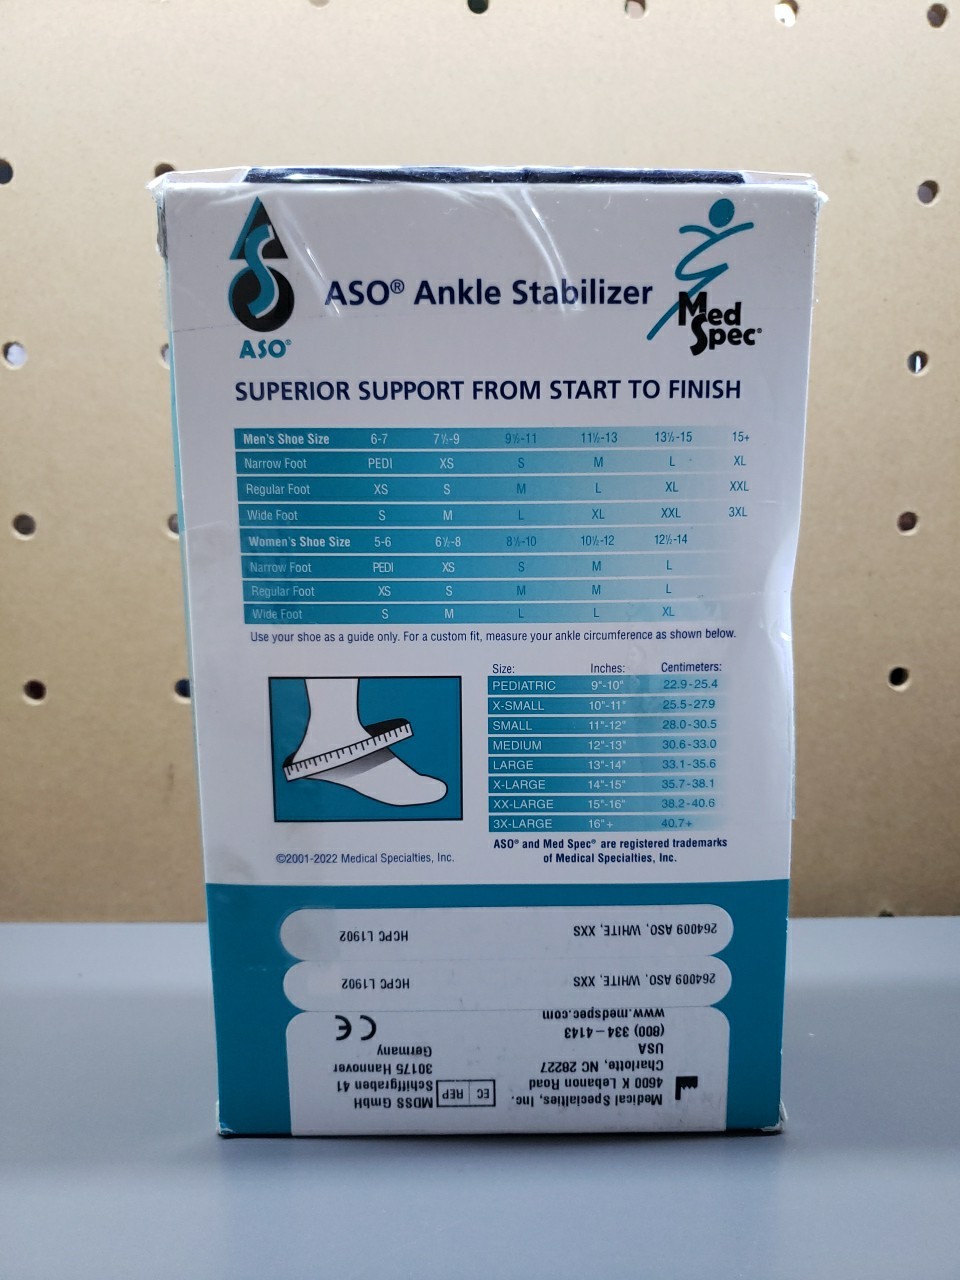 ASO® Ankle Stabilizer
ASO®
Med
Spec®
SUPERIOR SUPPORT FROM START TO FINISH
Men's Shoe Size 6-7 7½-9 9½-11 11½-13 13½-15 15+
Narrow Foot PEDI XS S M L XL
Regular Foot XS S M L XL XXL
Wide Foot S M L XL XXL 3XL
Women's Shoe Size 5-6 6½-8 8½-10 10½-12 12½-14
Narrow Foot PEDI XS S M L
Regular Foot XS S M M L
Wide Foot S M L L XL
Use your shoe as a guide only. For a custom fit, measure your ankle circumference as shown below.
Size: Inches: Centimeters:
PEDIATRIC 9"-10" 22.9-25.4
X-SMALL 10"-11" 25.5-27.9
SMALL 11"-12" 28.0-30.5
MEDIUM 12"-13" 30.6-33.0
LARGE 13"-14" 33.1-35.6
X-LARGE 14"-15" 35.7-38.1
XX-LARGE 15"-16" 38.2-40.6
3X-LARGE 16"+ 40.7+
ASO® and Med Spec® are registered trademarks
of Medical Specialties, Inc.
©2001-2022 Medical Specialties, Inc.
Medical Specialties, Inc.
4600 K Lebanon Road
Charlotte, NC 28227
USA
(800) 334-4143
www.medspec.com
EC REP
MDSS GmbH
Schiffgraben 41
30175 Hannover
Germany
CE
264009 ASO, WHITE, XXS HCPC L1902
264009 ASO, WHITE, XXS HCPC L1902